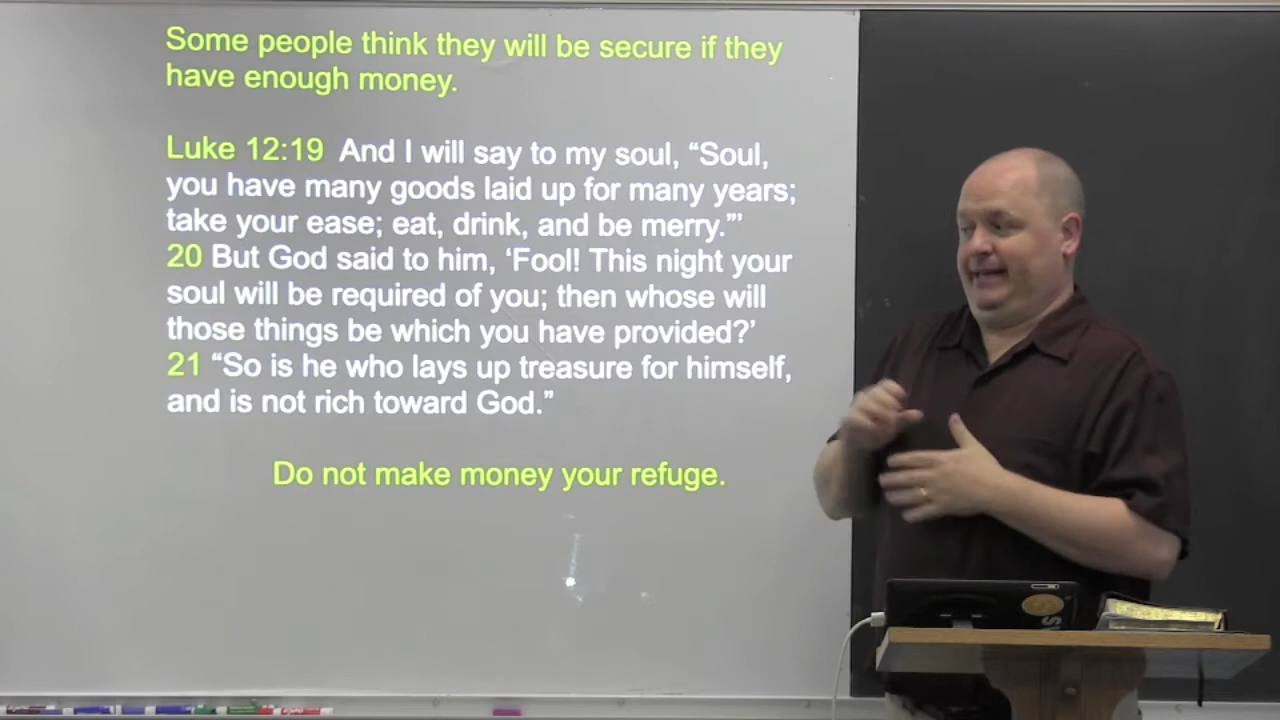 Some people think they will be secure if they
have enough money.
Luke 12:19 And I will say to my soul, “Soul,
you have many goods laid up for many years;
take your ease; eat, drink, and be merry.”’
20 But God said to him, ‘Fool! This night your
soul will be required of you; then whose will
those things be which you have provided?’
21 “So is he who lays up treasure for himself,
and is not rich toward God.”
Do not make money your refuge.